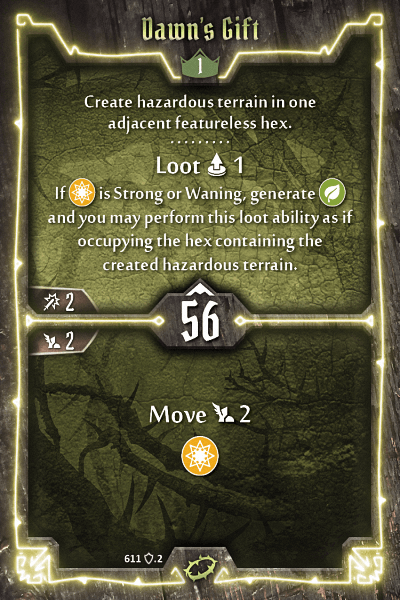 Dawn's Gift
1
Create hazardous terrain in one
adjacent featureless hex.
Loot 1
If is Strong or Waning, generate
and you may perform this loot ability as if
occupying the hex containing the
created hazardous terrain.
2
56
2
Move 2
611 .2